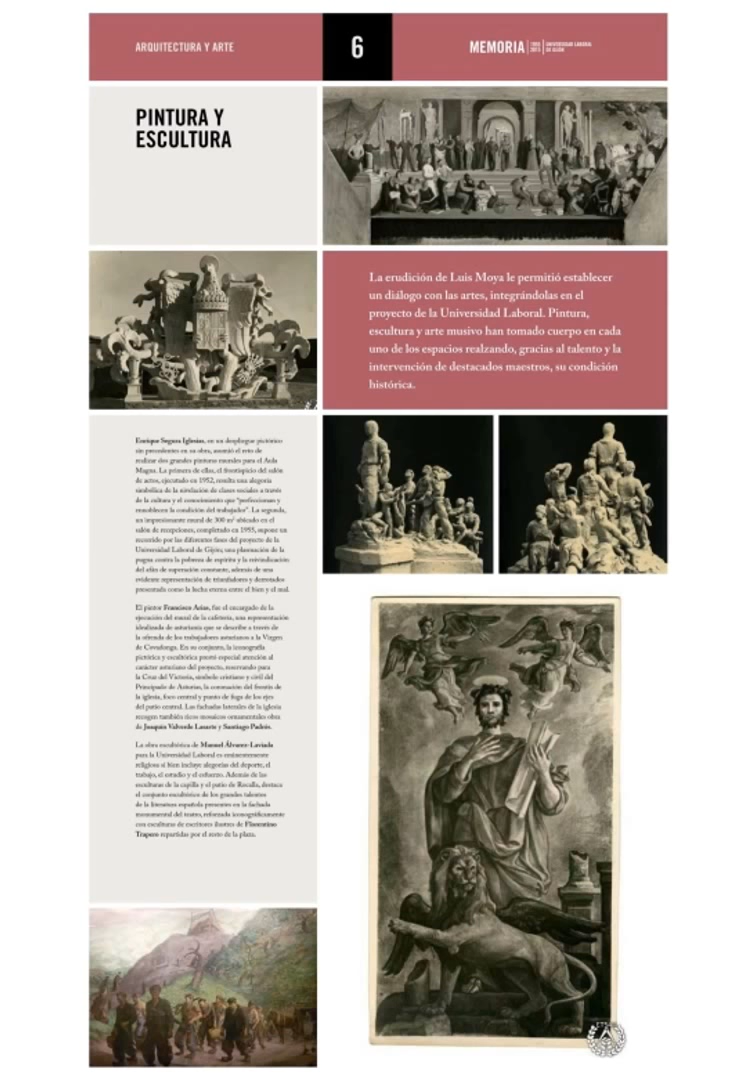 ARQUITECTURA Y ARTE
6
MEMORIA
UNIVERSIDAD LABORAL
DE GIJÓN
PINTURA Y
ESCULTURA
La erudición de Luis Moya le permitió establecer
un diálogo con las artes, integrándolas en el
proyecto de la Universidad Laboral. Pintura,
escultura y arte musivo han tomado cuerpo en cada
uno de los espacios realzando, gracias al talento y la
intervención de destacados maestros, su condición
histórica.
Enrique Segura Iglesias, en un despliegue pictórico
sin precedentes en su obra, asumió el reto de
realizar dos grandes pinturas murales para el Aula
Magna. La primera de ellas, el frontispicio del salón
de actos, ejecutado en 1952, resulta una alegoría
simbólica de la nivelación de clases sociales a través
de la cultura y el conocimiento que "perfeccionan y
ennoblecen la condición del trabajador". La segunda,
un impresionante mural de 300 m² ubicado en el
salón de recepciones, completado en 1955, supone un
recorrido por las diferentes fases del proyecto de la
Universidad Laboral de Gijón; una plasmación de la
pugna contra la pobreza de espíritu y la reivindicación
del afán de superación constante, además de una
evidente representación de triunfadores y derrotados
presentada como la lucha eterna entre el bien y el mal.
El pintor Francisco Arias, fue el encargado de la
ejecución del mural de la cafetería, una representación
idealizada de asturianía que se describe a través de
la ofrenda de los trabajadores asturianos a la Virgen
de Covadonga. En su conjunto, la iconografía
pictórica y escultórica prestó especial atención al
carácter asturiano del proyecto, reservando para
la Cruz del Victoria, símbolo cristiano y civil del
Principado de Asturias, la coronación del frontis de
la iglesia, foco central y punto de fuga de los ejes
del patio central. Las fachadas laterales de la iglesia
recogen también ricos mosaicos ornamentales obra
de Joaquín Valverde Lasarte y Santiago Padrós.
La obra escultórica de Manuel Álvarez-Laviada
para la Universidad Laboral es eminentemente
religiosa si bien incluye alegorías del deporte, el
trabajo, el estudio y el esfuerzo. Además de las
esculturas de la capilla y el patio de Rocalla, destaca
el conjunto escultórico de los grandes talentos
de la literatura española presentes en la fachada
monumental del teatro, reforzada iconográficamente
con esculturas de escritores ilustres de Florentino
Trapero repartidas por el resto de la plaza.